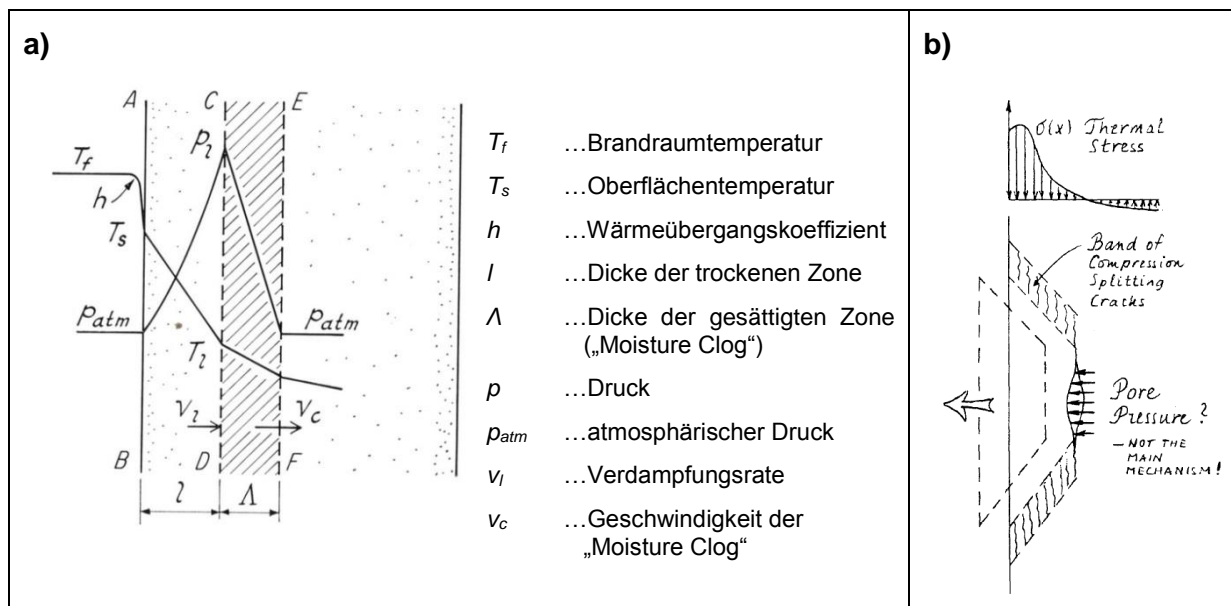 a)
A
C
E
p_l
T_f
h
T_s
p_atm
p_atm
T_l
v_l
v_c
B
D
F
l
Λ
T_f …Brandraumtemperatur
T_s …Oberflächentemperatur
h …Wärmeübergangskoeffizient
l …Dicke der trockenen Zone
Λ …Dicke der gesättigten Zone
(„Moisture Clog“)
p …Druck
p_atm …atmosphärischer Druck
v_l …Verdampfungsrate
v_c …Geschwindigkeit der
„Moisture Clog“
b)
σ(x) Thermal
Stress
Band of
Compression
Splitting
Cracks
Pore
Pressure?
– NOT THE
MAIN
MECHANISM!